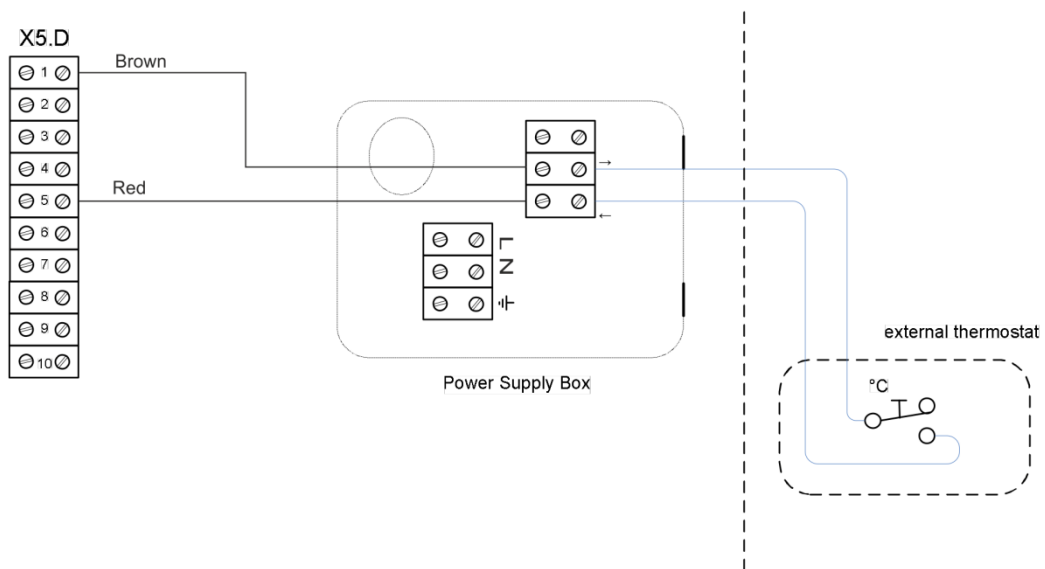 X5.D
1
Brown
2
3
4
→
5
Red
←
6
L
7
N
8
9
10
external thermostat
Power Supply Box
°C